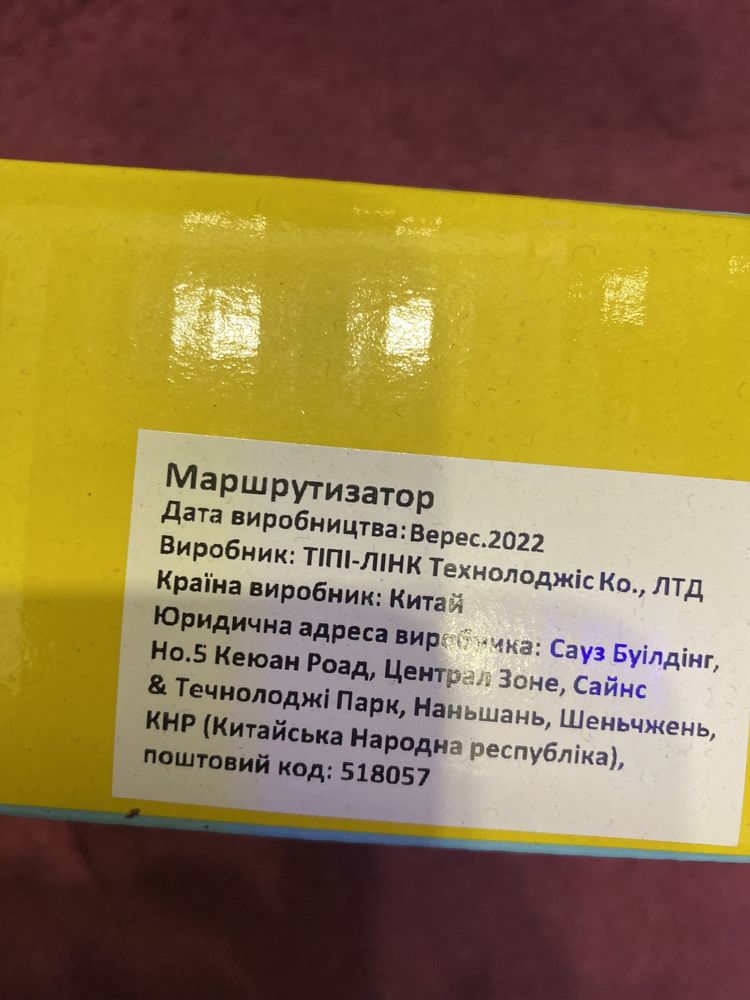 Маршрутизатор
Дата виробництва: Верес.2022
Виробник: ТІПІ-ЛІНК Технолоджіс Ко., ЛТД
Країна виробник: Китай
Юридична адреса виробника: Сауз Буілдінг,
Но.5 Кеюан Роад, Централ Зоне, Сайнс
& Течнолоджі Парк, Наньшань, Шеньчжень,
КНР (Китайська Народна республіка),
поштовий код: 518057